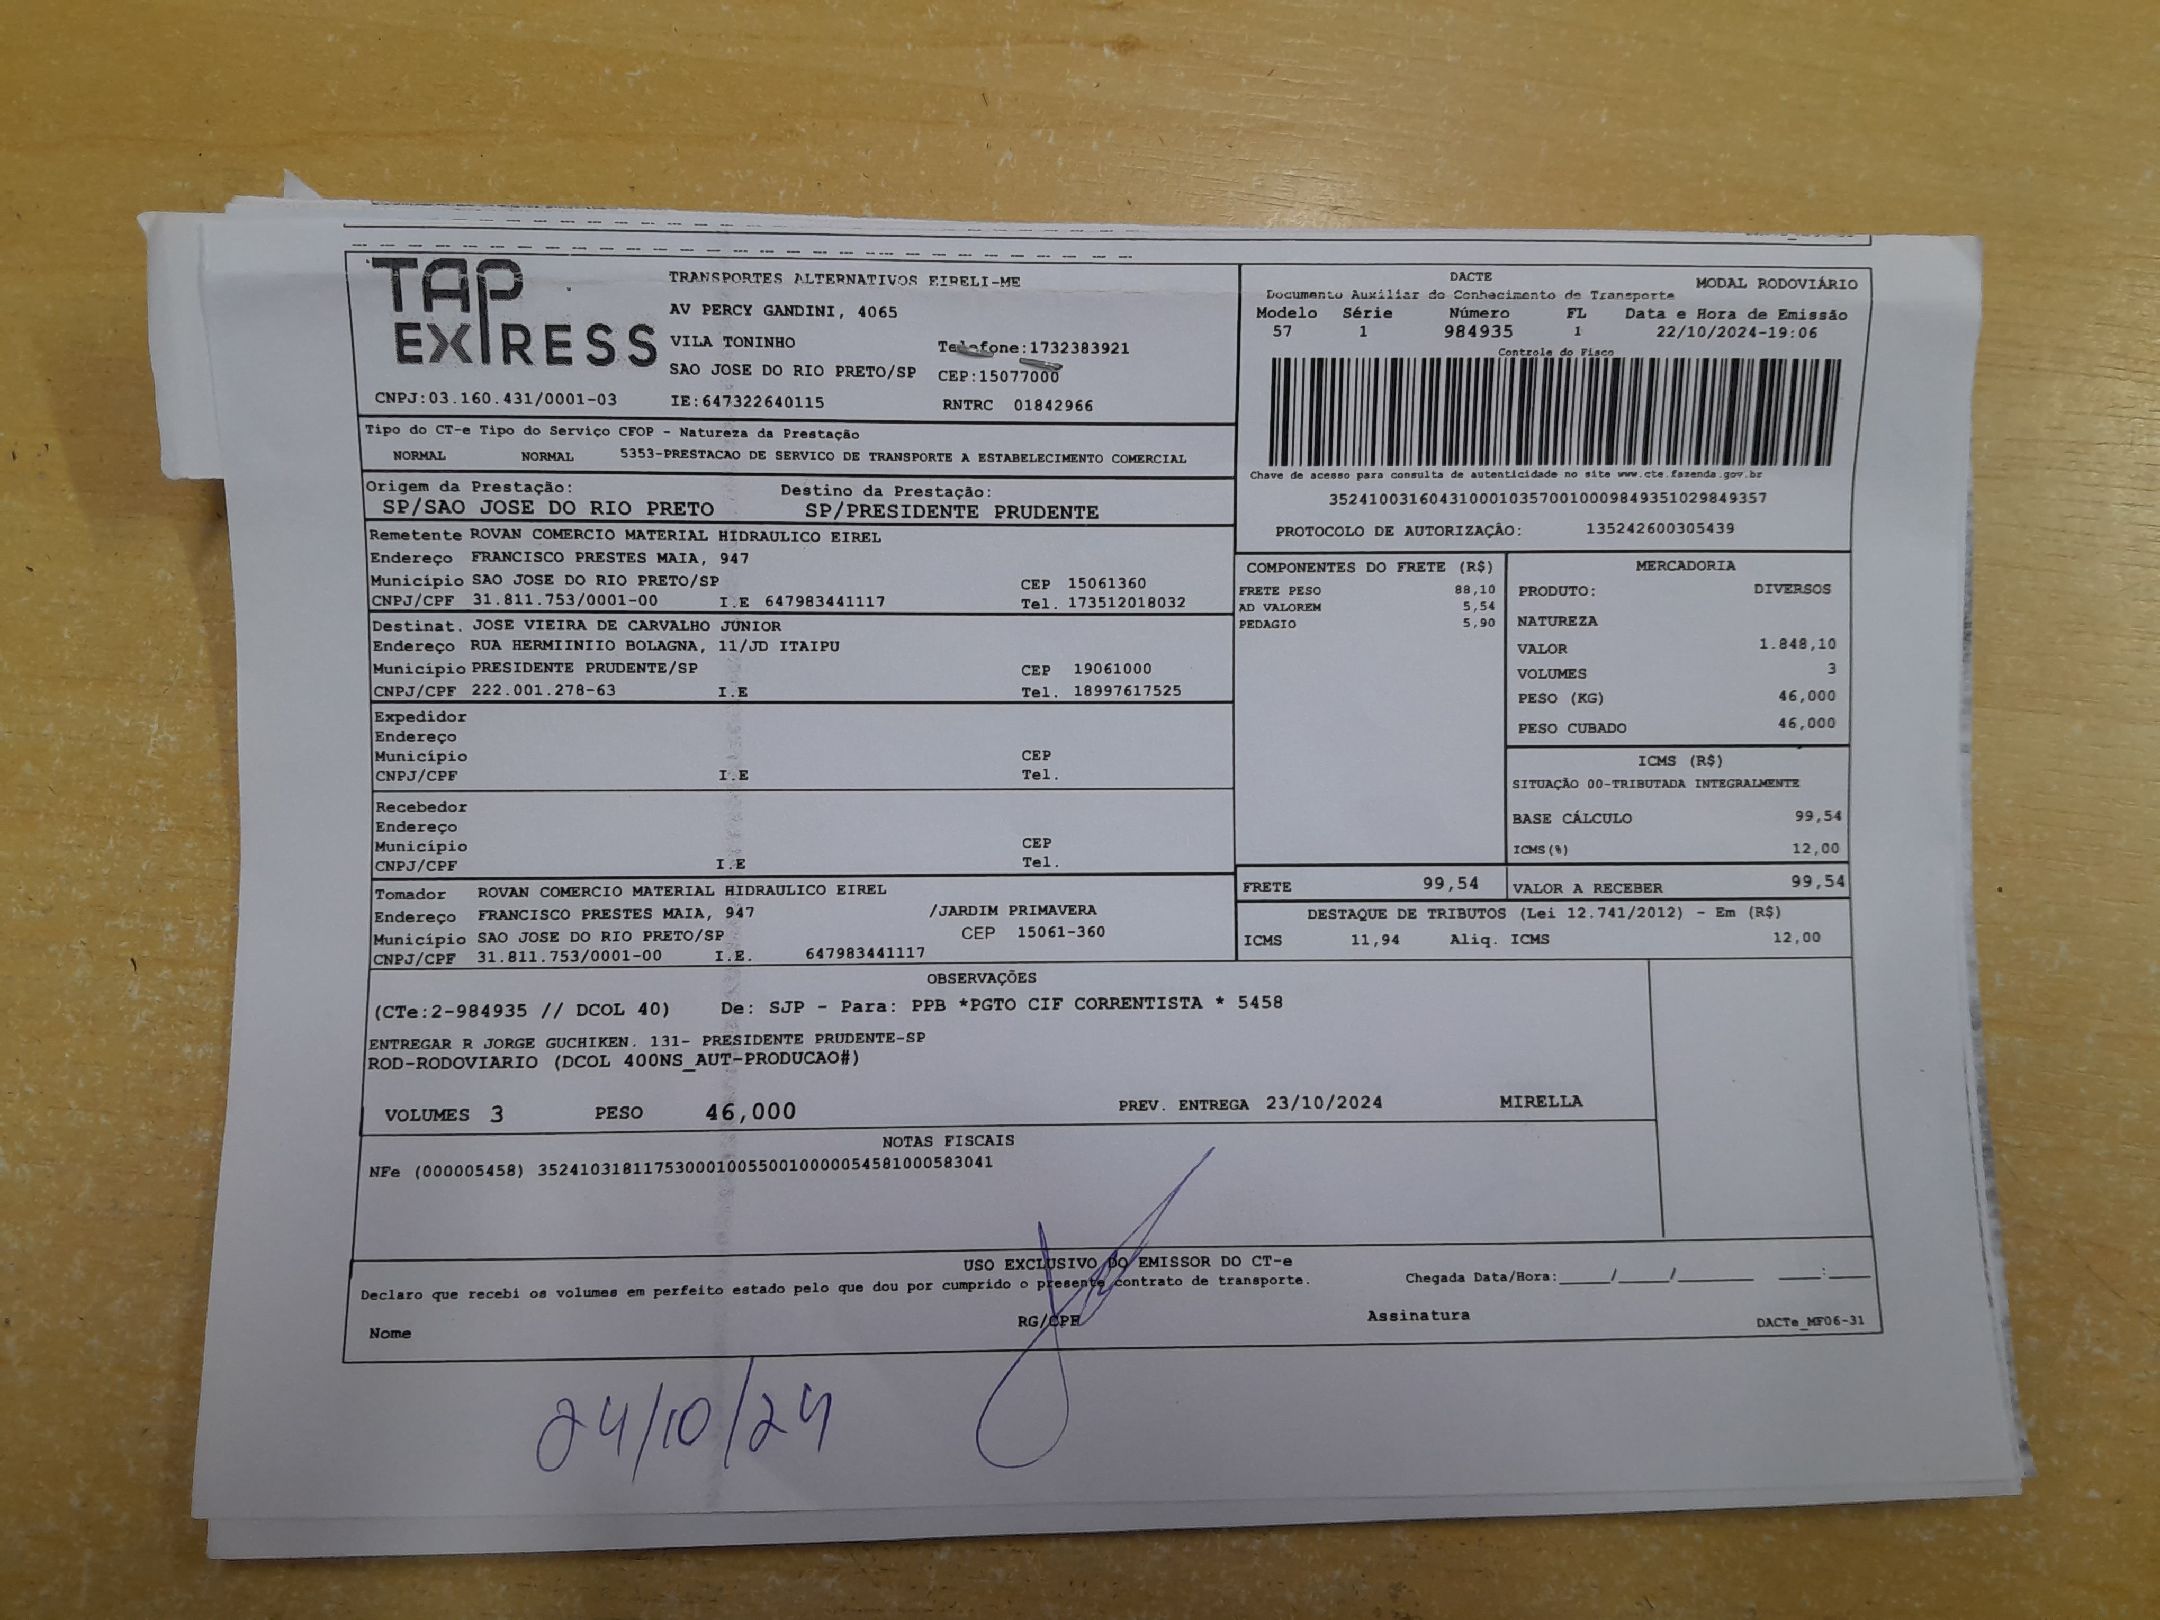 TAP EXPRESS
TRANSPORTES ALTERNATIVOS EIRELI-ME
AV PERCY GANDINI, 4065
VILA TONINHO Telefone:1732383921
SAO JOSE DO RIO PRETO/SP CEP:15077000
CNPJ:03.160.431/0001-03 IE:647322640115 RNTRC 01842966
DACTE MODAL RODOVIÁRIO
Documento Auxiliar do Conhecimento de Transporte
Modelo Série Número FL Data e Hora de Emissão
57 1 984935 1 22/10/2024-19:06
Controle do Fisco
Chave de acesso para consulta de autenticidade no site www.cte.fazenda.gov.br
35241003160431000103570010009849351029849357
PROTOCOLO DE AUTORIZAÇÃO: 135242600305439
Tipo do CT-e Tipo do Serviço CFOP - Natureza da Prestação
NORMAL NORMAL 5353-PRESTACAO DE SERVICO DE TRANSPORTE A ESTABELECIMENTO COMERCIAL
Origem da Prestação: Destino da Prestação:
SP/SAO JOSE DO RIO PRETO SP/PRESIDENTE PRUDENTE
Remetente ROVAN COMERCIO MATERIAL HIDRAULICO EIREL
Endereço FRANCISCO PRESTES MAIA, 947
Município SAO JOSE DO RIO PRETO/SP CEP 15061360
CNPJ/CPF 31.811.753/0001-00 I.E 647983441117 Tel. 173512018032
Destinat. JOSE VIEIRA DE CARVALHO JUNIOR
Endereço RUA HERMIINIIO BOLAGNA, 11/JD ITAIPU
Município PRESIDENTE PRUDENTE/SP CEP 19061000
CNPJ/CPF 222.001.278-63 I.E Tel. 18997617525
Expedidor
Endereço
Município CEP
CNPJ/CPF I.E Tel.
Recebedor
Endereço
Município CEP
CNPJ/CPF I.E Tel.
Tomador ROVAN COMERCIO MATERIAL HIDRAULICO EIREL
Endereço FRANCISCO PRESTES MAIA, 947 /JARDIM PRIMAVERA
Município SAO JOSE DO RIO PRETO/SP CEP 15061-360
CNPJ/CPF 31.811.753/0001-00 I.E. 647983441117
COMPONENTES DO FRETE (R$)
FRETE PESO 88,10
AD VALOREM 5,54
PEDAGIO 5,90
MERCADORIA
PRODUTO: DIVERSOS
NATUREZA
VALOR 1.848,10
VOLUMES 3
PESO (KG) 46,000
PESO CUBADO 46,000
ICMS (R$)
SITUAÇÃO 00-TRIBUTADA INTEGRALMENTE
BASE CÁLCULO 99,54
ICMS(%) 12,00
FRETE 99,54 VALOR A RECEBER 99,54
DESTAQUE DE TRIBUTOS (Lei 12.741/2012) - Em (R$)
ICMS 11,94 Aliq. ICMS 12,00
OBSERVAÇÕES
(CTe:2-984935 // DCOL 40) De: SJP - Para: PPB *PGTO CIF CORRENTISTA * 5458
ENTREGAR R JORGE GUCHIKEN. 131- PRESIDENTE PRUDENTE-SP
ROD-RODOVIARIO (DCOL 400NS_AUT-PRODUCAO#)
VOLUMES 3 PESO 46,000 PREV. ENTREGA 23/10/2024 MIRELLA
NOTAS FISCAIS
NFe (000005458) 35241031811753000100550010000054581000583041
USO EXCLUSIVO DO EMISSOR DO CT-e
Declaro que recebi os volumes em perfeito estado pelo que dou por cumprido o presente contrato de transporte. Chegada Data/Hora:_____/_____/_______ ____:____
Nome RG/CPF Assinatura DACTe_MF06-31
24/10/24